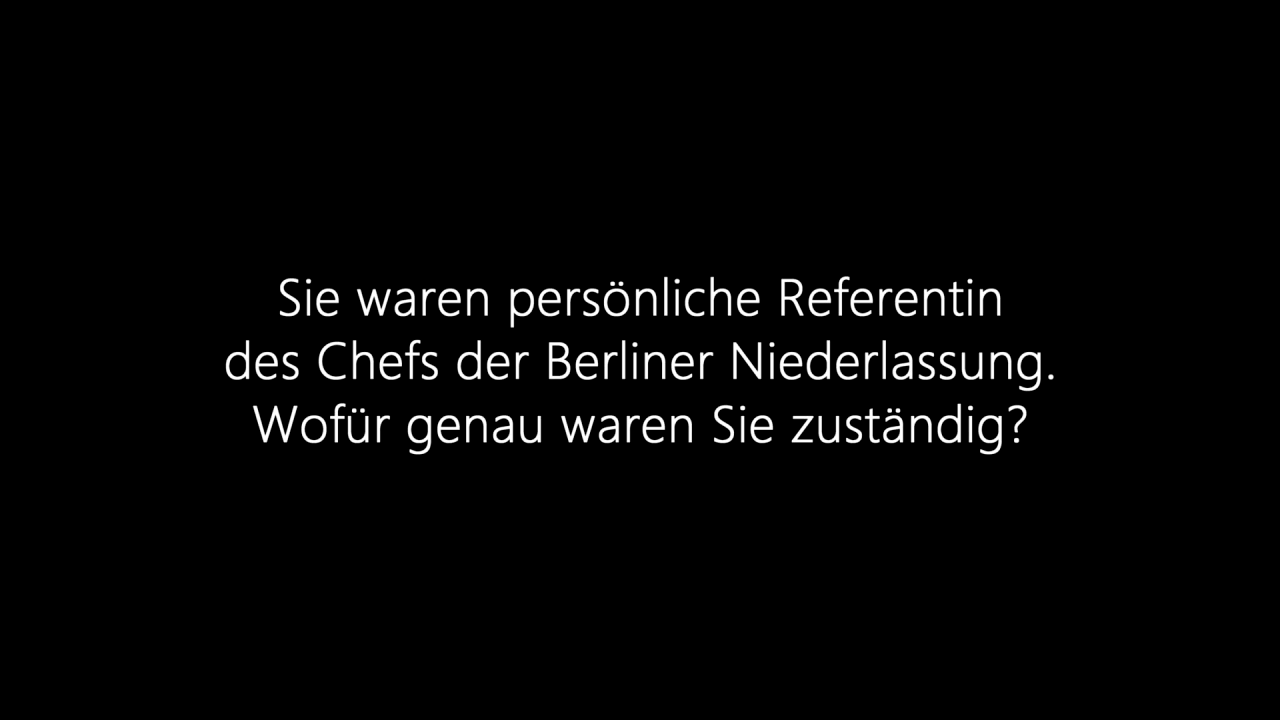 Sie waren persönliche Referentin
des Chefs der Berliner Niederlassung.
Wofür genau waren Sie zuständig?